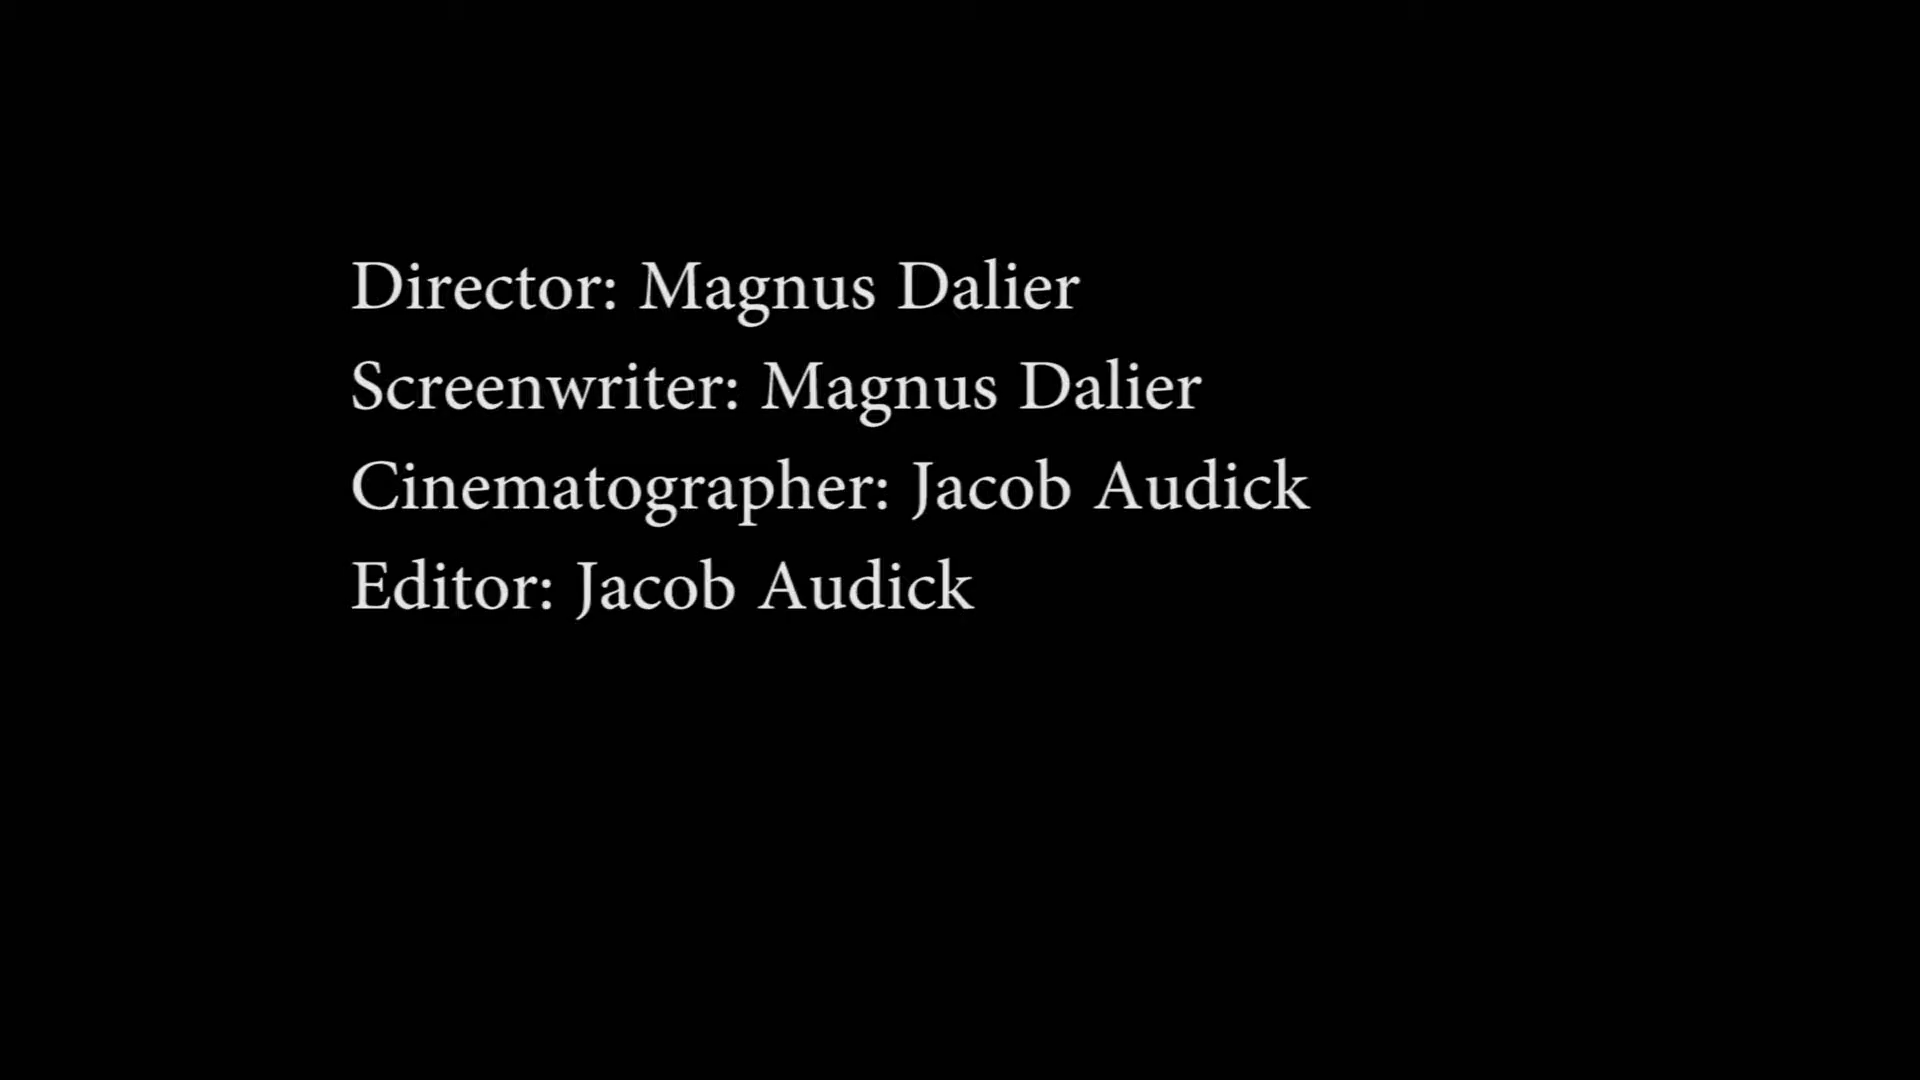 Director: Magnus Dalier
Screenwriter: Magnus Dalier
Cinematographer: Jacob Audick
Editor: Jacob Audick